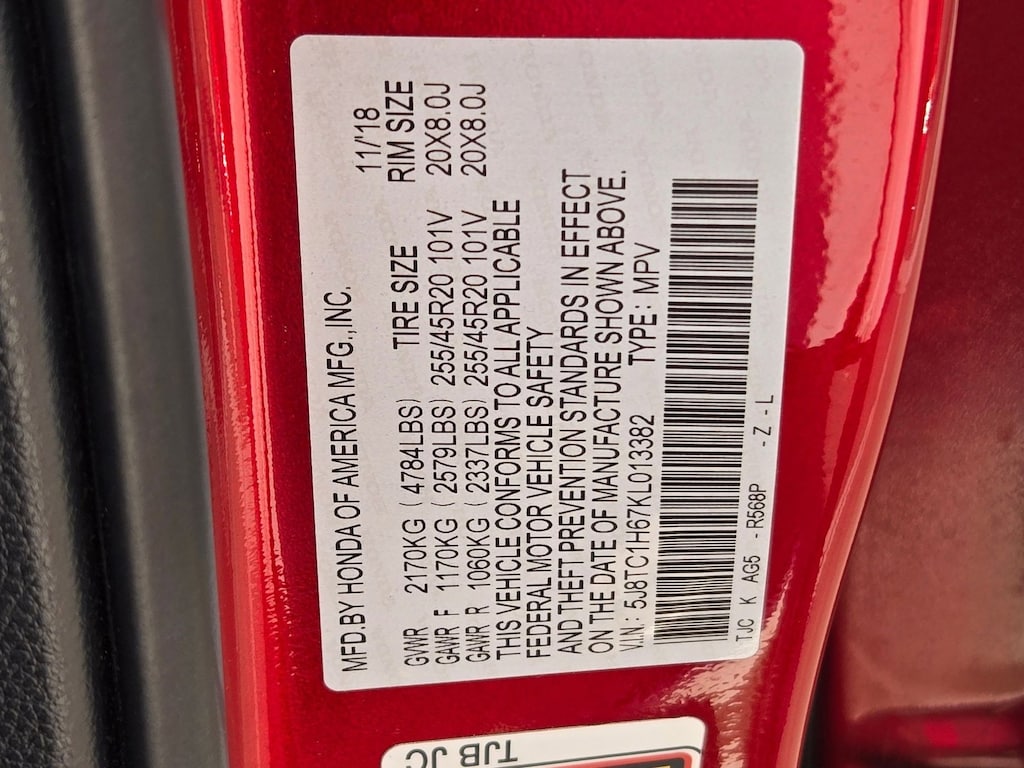 MFD.BY HONDA OF AMERICA MFG.,INC.
11/'18
TIRE SIZE RIM SIZE
GVWR 2170KG ( 4784LBS)
GAWR F 1170KG ( 2579LBS) 255/45R20 101V 20X8.0J
GAWR R 1060KG ( 2337LBS) 255/45R20 101V 20X8.0J
THIS VEHICLE CONFORMS TO ALL APPLICABLE
FEDERAL MOTOR VEHICLE SAFETY
AND THEFT PREVENTION STANDARDS IN EFFECT
ON THE DATE OF MANUFACTURE SHOWN ABOVE.
V.I.N.: 5J8TC1H67KL013382 TYPE: MPV
TJC K AG5 -R568P -Z-L
TJB JC